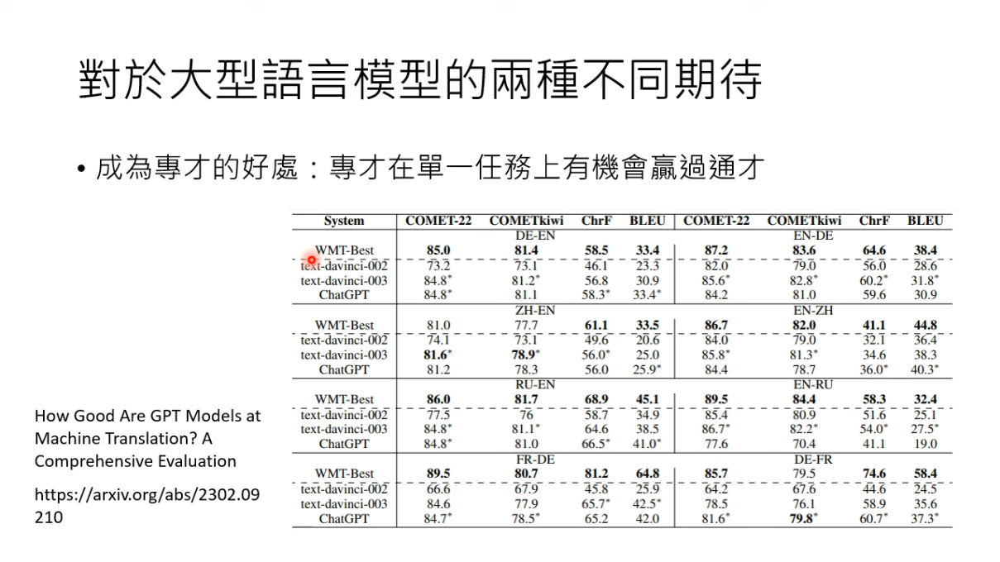 對於大型語言模型的兩種不同期待
• 成為專才的好處：專才在單一任務上有機會贏過通才
System COMET-22 COMETkiwi ChrF BLEU COMET-22 COMETkiwi ChrF BLEU
DE-EN EN-DE
WMT-Best 85.0 81.4 58.5 33.4 87.2 83.6 64.6 38.4
text-davinci-002 73.2 73.1 46.1 23.3 82.0 79.0 56.0 28.6
text-davinci-003 84.8* 81.2* 56.8 30.9 85.6* 82.8* 60.2* 31.8*
ChatGPT 84.8* 81.1 58.3* 33.4* 84.2 81.0 59.6 30.9
ZH-EN EN-ZH
WMT-Best 81.0 77.7 61.1 33.5 86.7 82.0 41.1 44.8
text-davinci-002 74.1 73.1 49.6 20.6 84.0 79.0 32.1 36.4
text-davinci-003 81.6* 78.9* 56.0* 25.0 85.8* 81.3* 34.6 38.3
ChatGPT 81.2 78.3 56.0 25.9* 84.4 78.7 36.0* 40.3*
RU-EN EN-RU
WMT-Best 86.0 81.7 68.9 45.1 89.5 84.4 58.3 32.4
text-davinci-002 77.5 76 58.7 34.9 85.4 80.9 51.6 25.1
text-davinci-003 84.8* 81.1* 64.6 38.5 86.7* 82.2* 54.0* 27.5*
ChatGPT 84.8* 81.0 66.5* 41.0* 77.6 70.4 41.1 19.0
FR-DE DE-FR
WMT-Best 89.5 80.7 81.2 64.8 85.7 79.5 74.6 58.4
text-davinci-002 66.6 67.9 45.8 25.9 64.2 67.6 44.6 24.5
text-davinci-003 84.6 77.9 65.7* 42.5* 78.5 76.1 58.9 35.6
ChatGPT 84.7* 78.5* 65.2 42.0 81.6* 79.8* 60.7* 37.3*
How Good Are GPT Models at
Machine Translation? A
Comprehensive Evaluation
https://arxiv.org/abs/2302.09
210